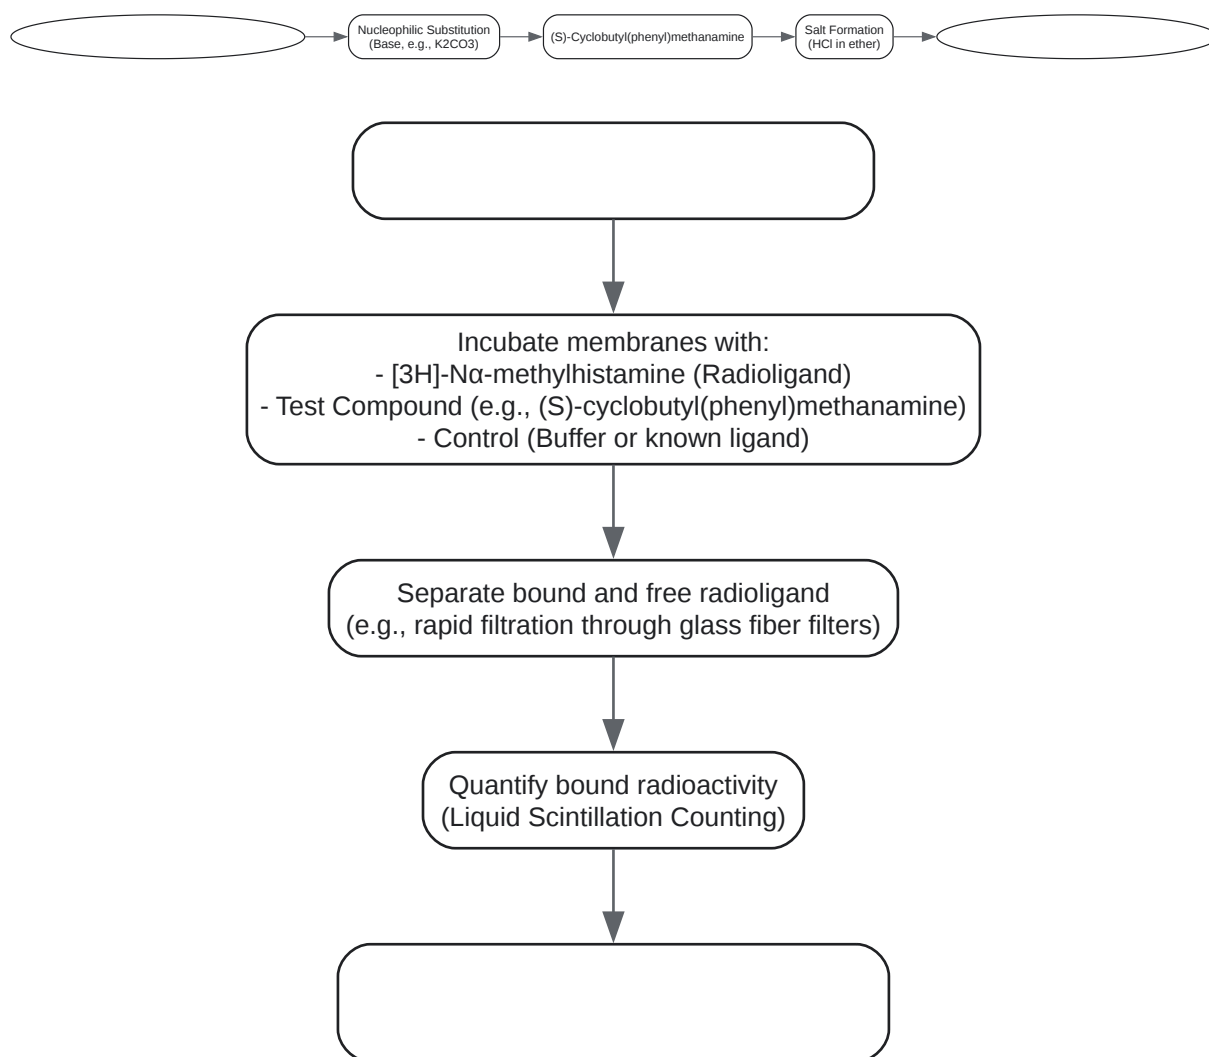 Nucleophilic Substitution
(Base, e.g., K2CO3)
(S)-Cyclobutyl(phenyl)methanamine
Salt Formation
(HCl in ether)
Incubate membranes with:
- [3H]-Nα-methylhistamine (Radioligand)
- Test Compound (e.g., (S)-cyclobutyl(phenyl)methanamine)
- Control (Buffer or known ligand)
Separate bound and free radioligand
(e.g., rapid filtration through glass fiber filters)
Quantify bound radioactivity
(Liquid Scintillation Counting)